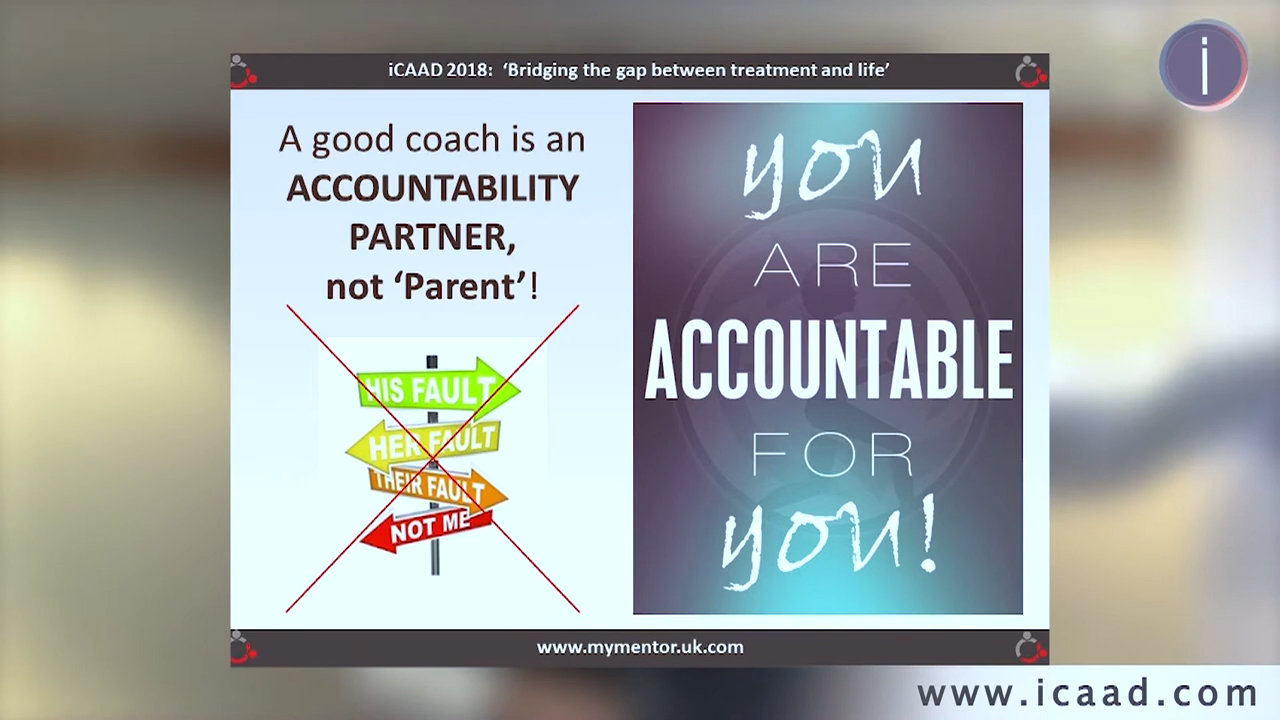 iCAAD 2018:  ‘Bridging the gap between treatment and life’
i
A good coach is an
ACCOUNTABILITY
PARTNER,
not ‘Parent’!
HIS FAULT
HER FAULT
THEIR FAULT
NOT ME
you
ARE
ACCOUNTABLE
FOR
you!
www.mymentor.uk.com
www.icaad.com